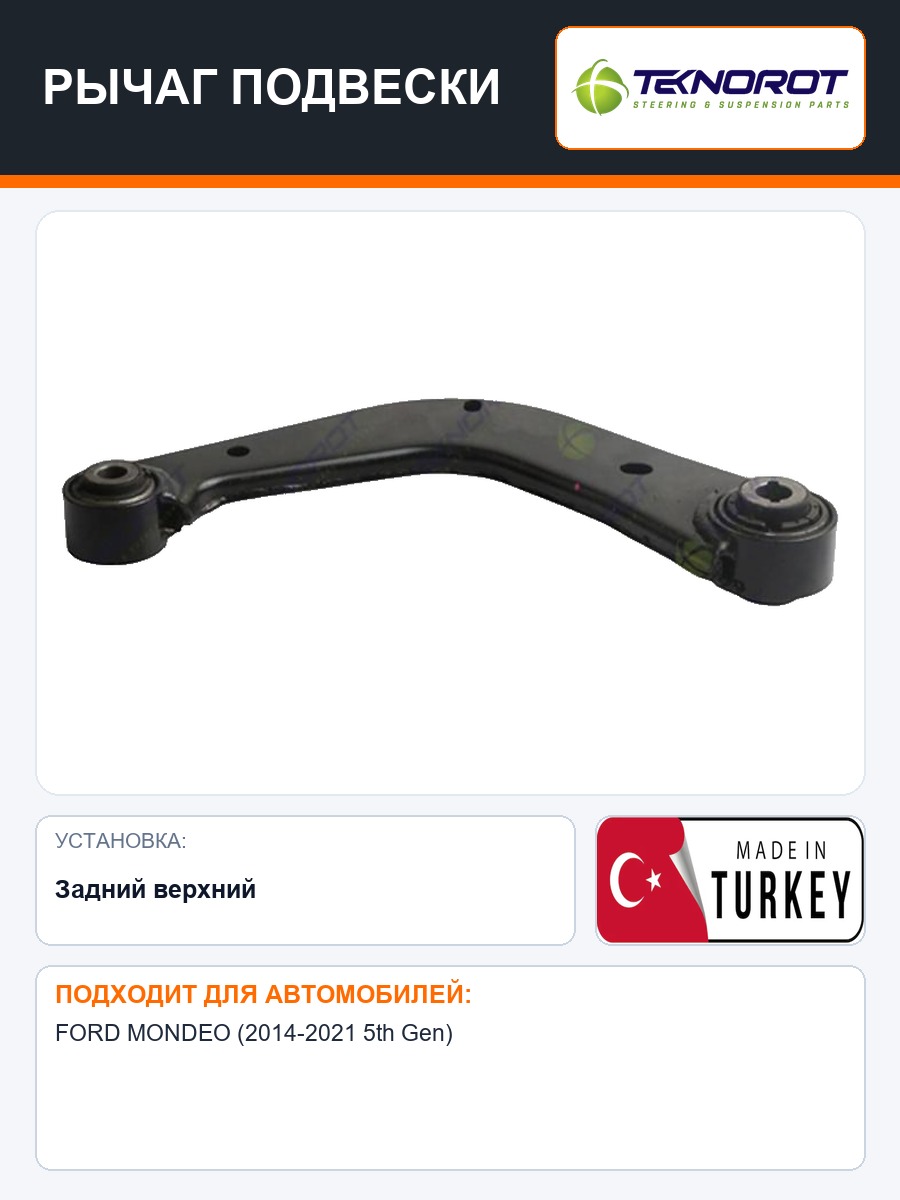 РЫЧАГ ПОДВЕСКИ
TEKNOROT
STEERING & SUSPENSION PARTS
УСТАНОВКА:
Задний верхний
MADE IN
TURKEY
ПОДХОДИТ ДЛЯ АВТОМОБИЛЕЙ:
FORD MONDEO (2014-2021 5th Gen)